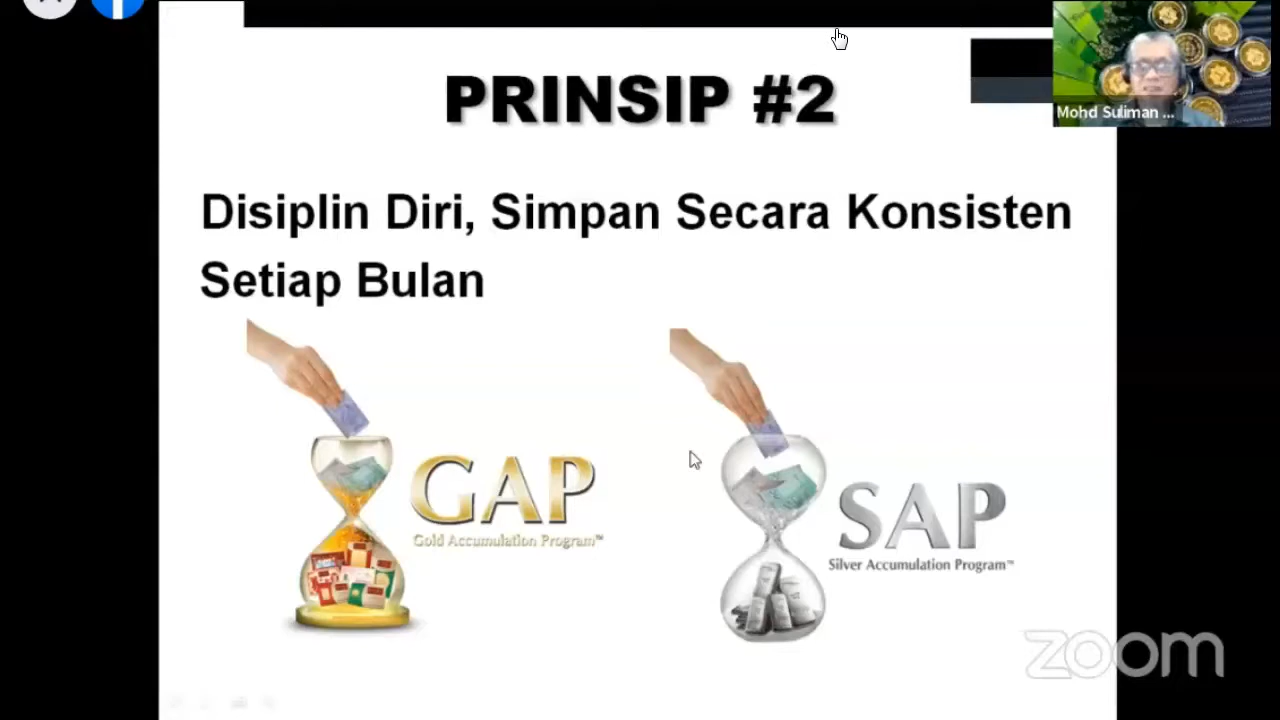 PRINSIP #2
Mohd Suliman ...
Disiplin Diri, Simpan Secara Konsisten
Setiap Bulan
GAP
Gold Accumulation Program™
SAP
Silver Accumulation Program™
zoom